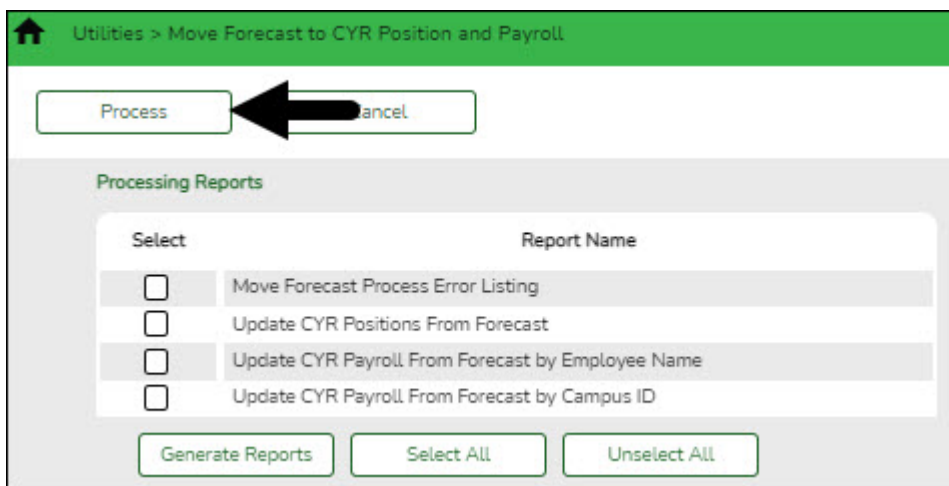 Utilities > Move Forecast to CYR Position and Payroll
Process ancel
Processing Reports
Select Report Name
Move Forecast Process Error Listing
Update CYR Positions From Forecast
Update CYR Payroll From Forecast by Employee Name
Update CYR Payroll From Forecast by Campus ID
Generate Reports Select All Unselect All